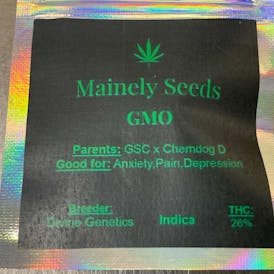 Mainely Seeds
GMO
Parents: GSC x Chemdog D
Good for: Anxiety,Pain,Depression
Breeder:
Divine Genetics
Indica
THC:
26%